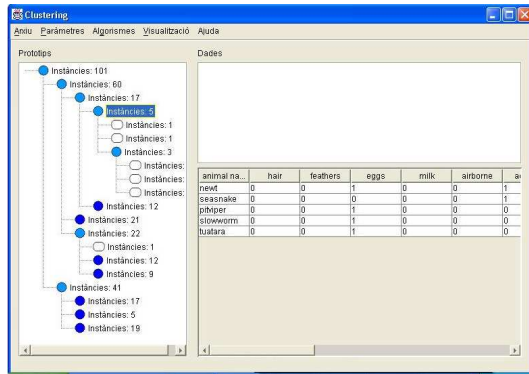 Clustering
Arxiu Paràmetres Algorismes Visualització Ajuda
Prototips
Instàncies: 101
Instàncies: 60
Instàncies: 17
Instàncies: 5
Instàncies: 1
Instàncies: 1
Instàncies: 3
Instàncies:
Instàncies:
Instàncies:
Instàncies: 12
Instàncies: 21
Instàncies: 22
Instàncies: 1
Instàncies: 12
Instàncies: 9
Instàncies: 41
Instàncies: 17
Instàncies: 5
Instàncies: 19
Dades
animal na... hair feathers eggs milk airborne
newt 0 0 1 0 0 1
seasnake 0 0 0 0 0 1
pitviper 0 0 1 0 0
slowworm 0 0 1 0 0
tuatara 0 0 1 0 0